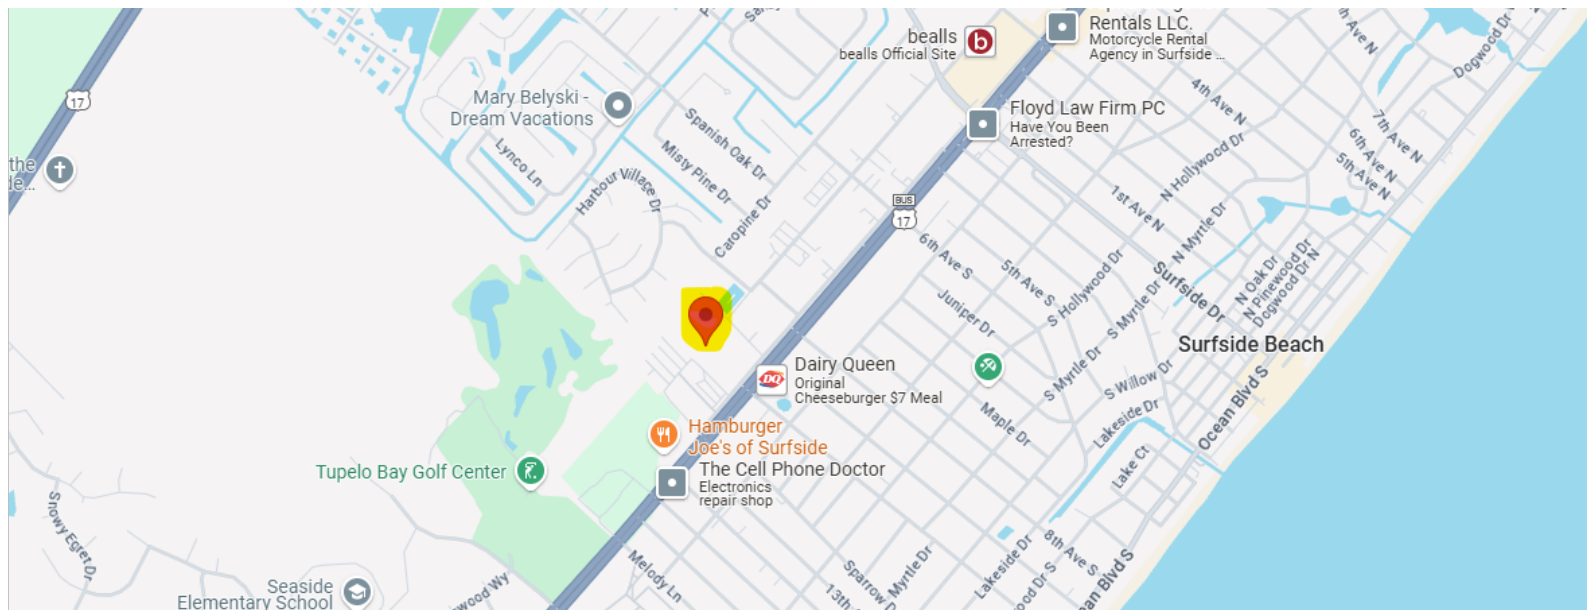 Rentals LLC.
Motorcycle Rental
Agency in Surfside ...
bealls
bealls Official Site
Dogwood Dr
17
Mary Belyski -
Dream Vacations
Floyd Law Firm PC
Have You Been
Arrested?
4th Ave N
7th Ave N
6th Ave N
5th Ave N
the
Spanish Oak Dr
Misty Pine Dr
Lynco Ln
Harbour Village Dr
Caropine Dr
BUS
17
N Hollywood Dr
1st Ave N
N Myrtle Dr
6th Ave S
5th Ave S
S Hollywood Dr
Surfside Dr
N Oak Dr
N Pinewood Dr
Dogwood Dr N
Juniper Dr
S Myrtle Dr
Surfside Beach
S Myrtle Dr
S Willow Dr
Dairy Queen
Original
Cheeseburger $7 Meal
DQ
Maple Dr
Lakeside Dr
Ocean Blvd S
Hamburger
Joe's of Surfside
Tupelo Bay Golf Center
The Cell Phone Doctor
Electronics
repair shop
Lake Ct
Snowy Egret Dr
Seaside
Elementary School
Melody Ln
Sparrow
Myrtle Dr
13th
Lakeside Dr
8th Ave S
Blvd S